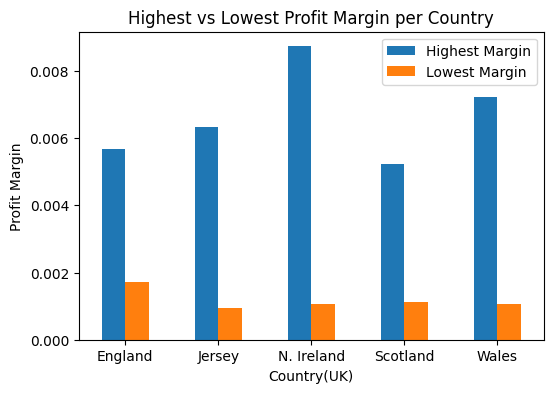 Highest vs Lowest Profit Margin per Country
Highest Margin
Lowest Margin
Profit Margin
0.008
0.006
0.004
0.002
0.000
England Jersey N. Ireland Scotland Wales
Country(UK)